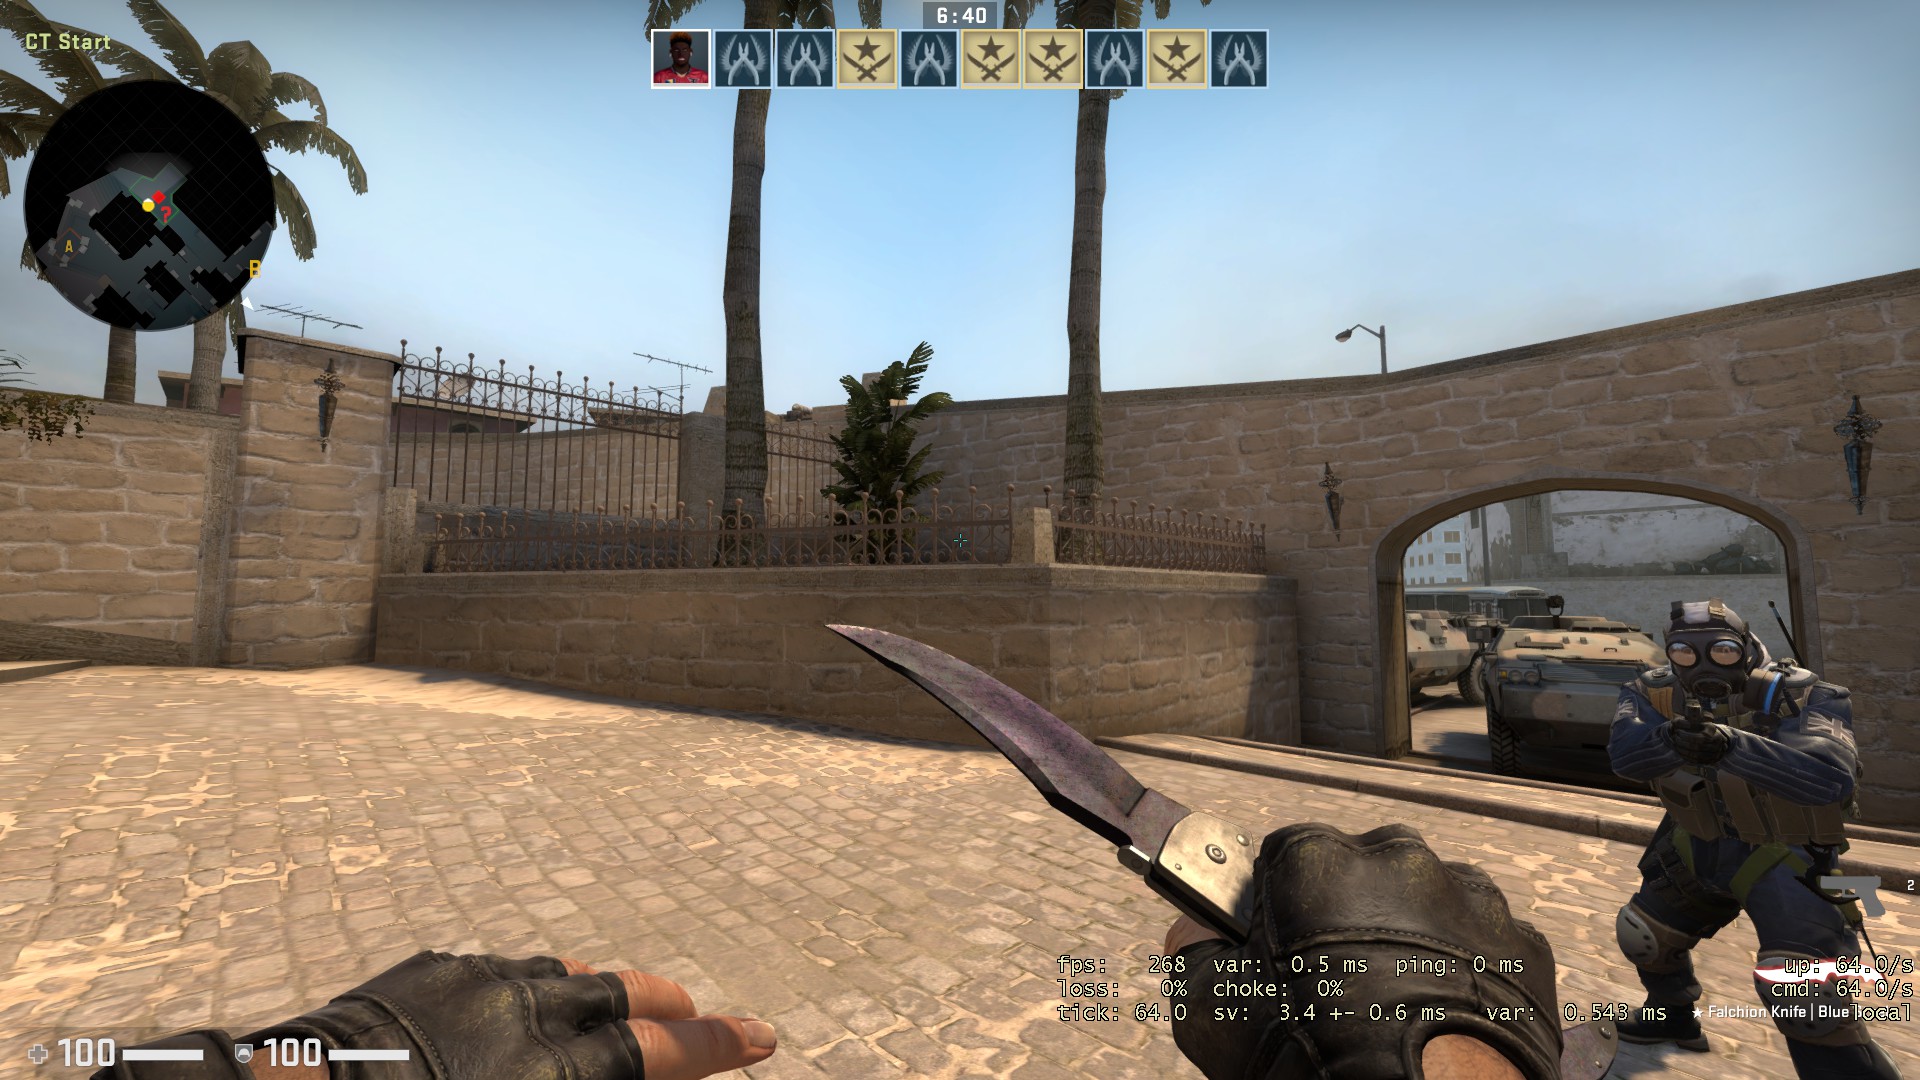 6:40
CT Start
A
?
B
2
fps: 268 var: 0.5 ms ping: 0 ms
up: 64.0/s
loss: 0% choke: 0%
cmd: 64.0/s
tick: 64.0 sv: 3.4 +- 0.6 ms var: 0.543 ms
local
★ Falchion Knife | Blue
100
100